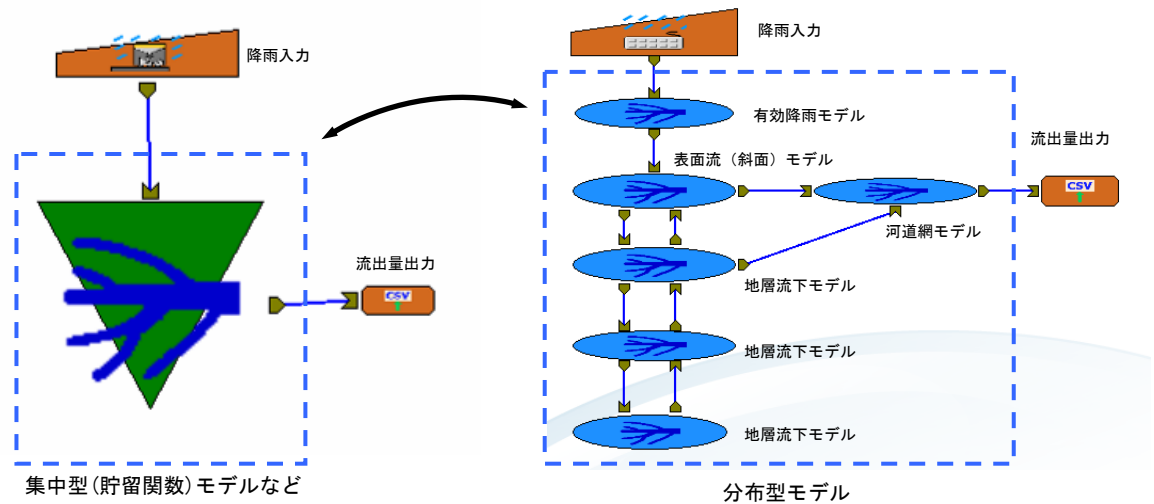 降雨入力
流出量出力
CSV
集中型(貯留関数)モデルなど
降雨入力
有効降雨モデル
表面流（斜面）モデル
流出量出力
CSV
河道網モデル
地層流下モデル
地層流下モデル
地層流下モデル
分布型モデル